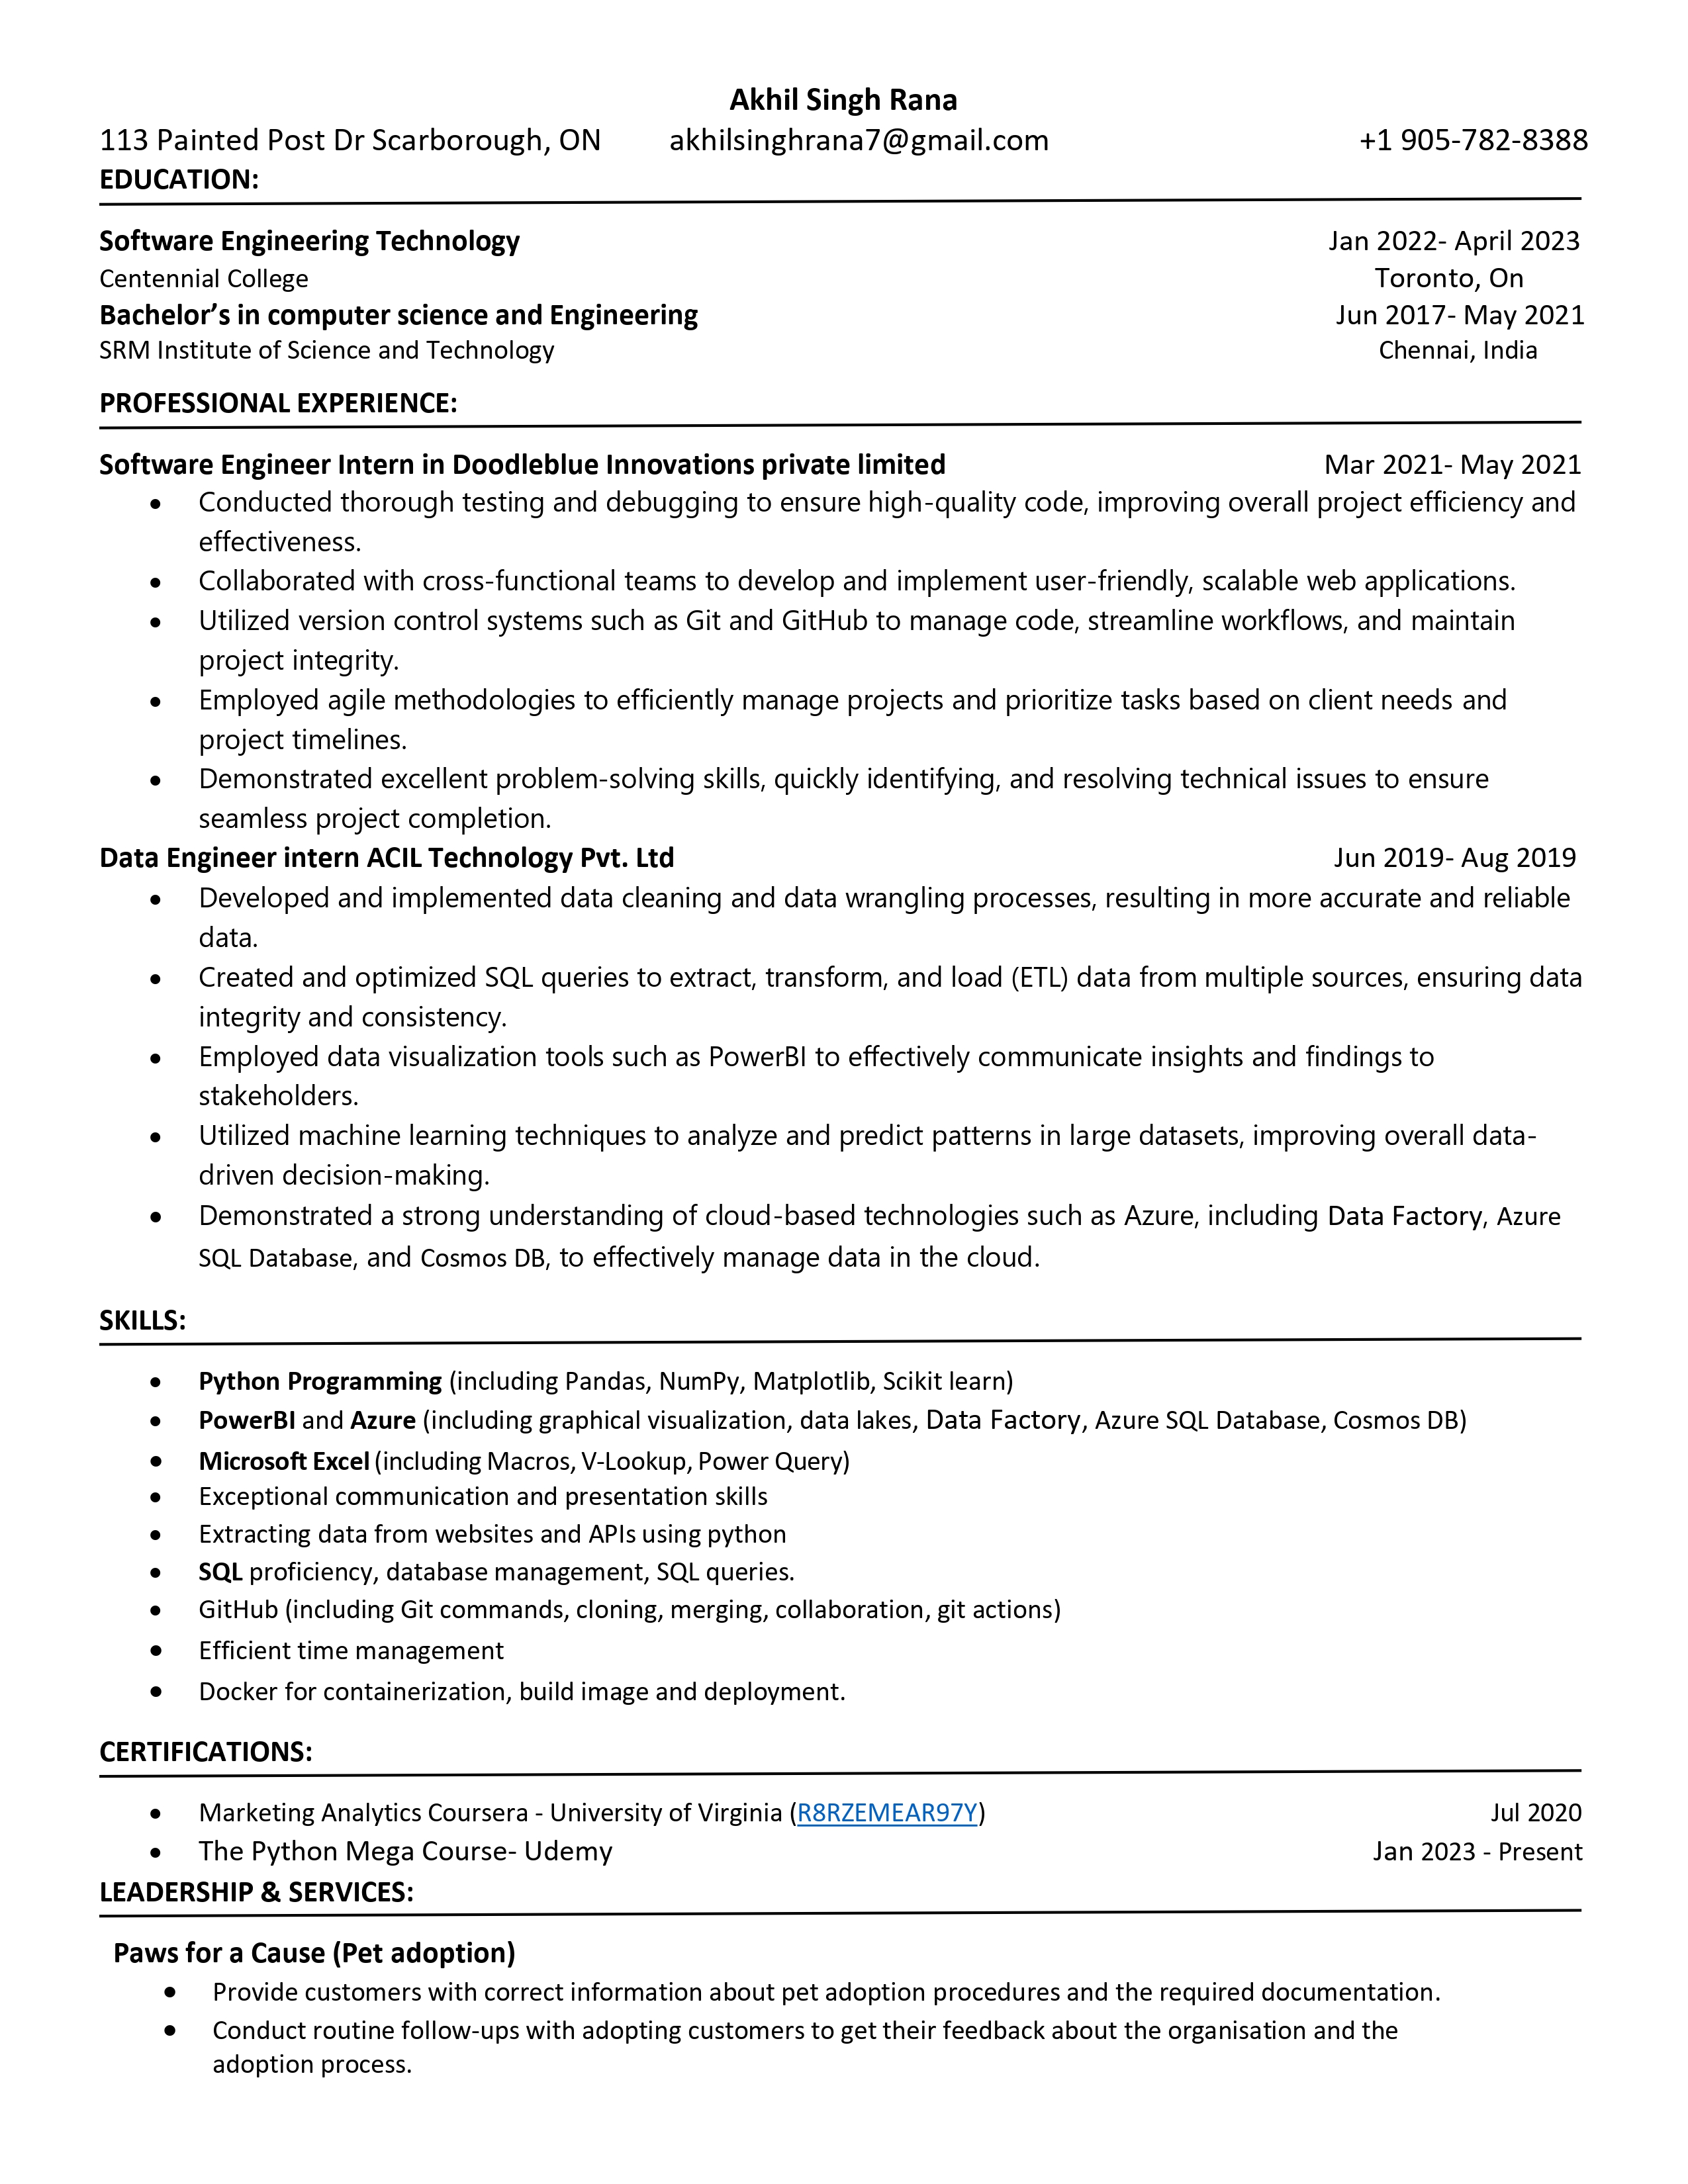 Akhil Singh Rana
113 Painted Post Dr Scarborough, ON akhilsinghrana7@gmail.com +1 905-782-8388
EDUCATION:
Software Engineering Technology Jan 2022- April 2023
Centennial College Toronto, On
Bachelor’s in computer science and Engineering Jun 2017- May 2021
SRM Institute of Science and Technology Chennai, India
PROFESSIONAL EXPERIENCE:
Software Engineer Intern in Doodleblue Innovations private limited Mar 2021- May 2021
• Conducted thorough testing and debugging to ensure high-quality code, improving overall project efficiency and
effectiveness.
• Collaborated with cross-functional teams to develop and implement user-friendly, scalable web applications.
• Utilized version control systems such as Git and GitHub to manage code, streamline workflows, and maintain
project integrity.
• Employed agile methodologies to efficiently manage projects and prioritize tasks based on client needs and
project timelines.
• Demonstrated excellent problem-solving skills, quickly identifying, and resolving technical issues to ensure
seamless project completion.
Data Engineer intern ACIL Technology Pvt. Ltd Jun 2019- Aug 2019
• Developed and implemented data cleaning and data wrangling processes, resulting in more accurate and reliable
data.
• Created and optimized SQL queries to extract, transform, and load (ETL) data from multiple sources, ensuring data
integrity and consistency.
• Employed data visualization tools such as PowerBI to effectively communicate insights and findings to
stakeholders.
• Utilized machine learning techniques to analyze and predict patterns in large datasets, improving overall data-
driven decision-making.
• Demonstrated a strong understanding of cloud-based technologies such as Azure, including Data Factory, Azure
SQL Database, and Cosmos DB, to effectively manage data in the cloud.
SKILLS:
• Python Programming (including Pandas, NumPy, Matplotlib, Scikit learn)
• PowerBI and Azure (including graphical visualization, data lakes, Data Factory, Azure SQL Database, Cosmos DB)
• Microsoft Excel (including Macros, V-Lookup, Power Query)
• Exceptional communication and presentation skills
• Extracting data from websites and APIs using python
• SQL proficiency, database management, SQL queries.
• GitHub (including Git commands, cloning, merging, collaboration, git actions)
• Efficient time management
• Docker for containerization, build image and deployment.
CERTIFICATIONS:
• Marketing Analytics Coursera - University of Virginia (R8RZEMEAR97Y) Jul 2020
• The Python Mega Course- Udemy Jan 2023 - Present
LEADERSHIP & SERVICES:
Paws for a Cause (Pet adoption)
• Provide customers with correct information about pet adoption procedures and the required documentation.
• Conduct routine follow-ups with adopting customers to get their feedback about the organisation and the
adoption process.